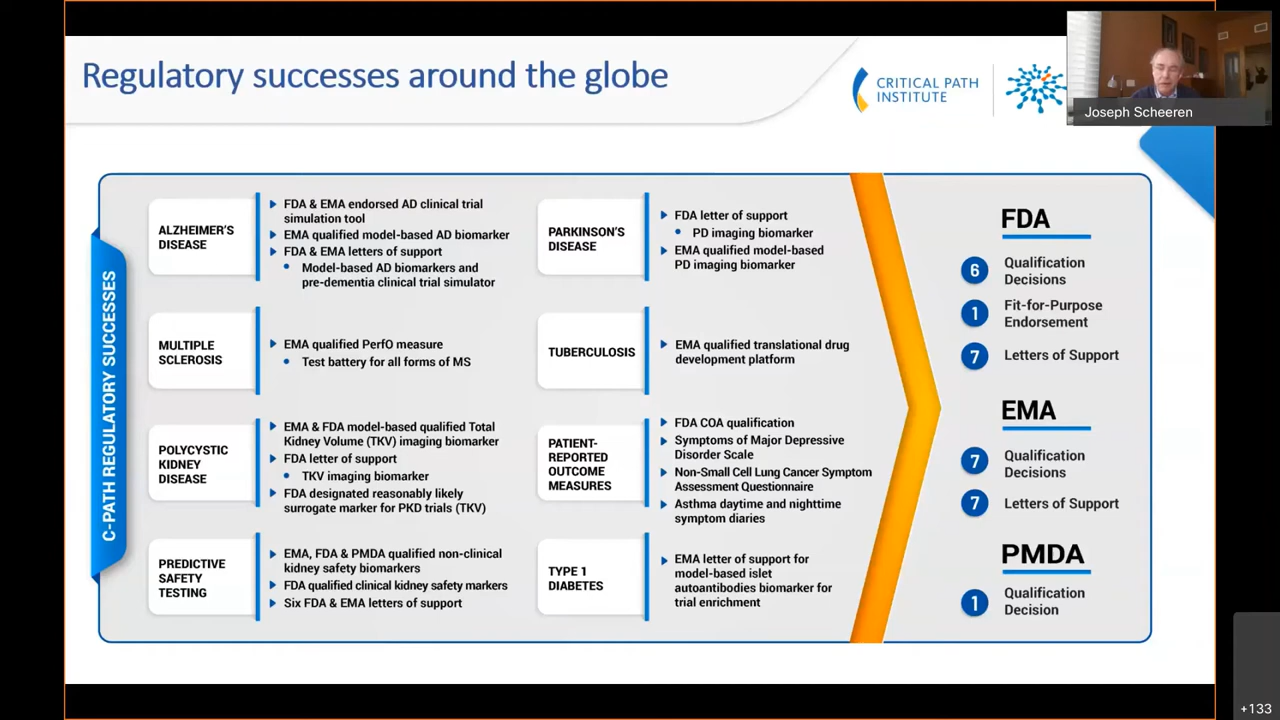 Regulatory successes around the globe
CRITICAL PATH
INSTITUTE
Joseph Scheeren
C-PATH REGULATORY SUCCESSES
ALZHEIMER'S
DISEASE
FDA & EMA endorsed AD clinical trial
simulation tool
EMA qualified model-based AD biomarker
FDA & EMA letters of support
Model-based AD biomarkers and
pre-dementia clinical trial simulator
PARKINSON'S
DISEASE
FDA letter of support
PD imaging biomarker
EMA qualified model-based
PD imaging biomarker
MULTIPLE
SCLEROSIS
EMA qualified PerfO measure
Test battery for all forms of MS
TUBERCULOSIS
EMA qualified translational drug
development platform
POLYCYSTIC
KIDNEY
DISEASE
EMA & FDA model-based qualified Total
Kidney Volume (TKV) imaging biomarker
FDA letter of support
TKV imaging biomarker
FDA designated reasonably likely
surrogate marker for PKD trials (TKV)
PATIENT-
REPORTED
OUTCOME
MEASURES
FDA COA qualification
Symptoms of Major Depressive
Disorder Scale
Non-Small Cell Lung Cancer Symptom
Assessment Questionnaire
Asthma daytime and nighttime
symptom diaries
PREDICTIVE
SAFETY
TESTING
EMA, FDA & PMDA qualified non-clinical
kidney safety biomarkers
FDA qualified clinical kidney safety markers
Six FDA & EMA letters of support
TYPE 1
DIABETES
EMA letter of support for
model-based islet
autoantibodies biomarker for
trial enrichment
FDA
6 Qualification
Decisions
1 Fit-for-Purpose
Endorsement
7 Letters of Support
EMA
7 Qualification
Decisions
7 Letters of Support
PMDA
1 Qualification
Decision
+133